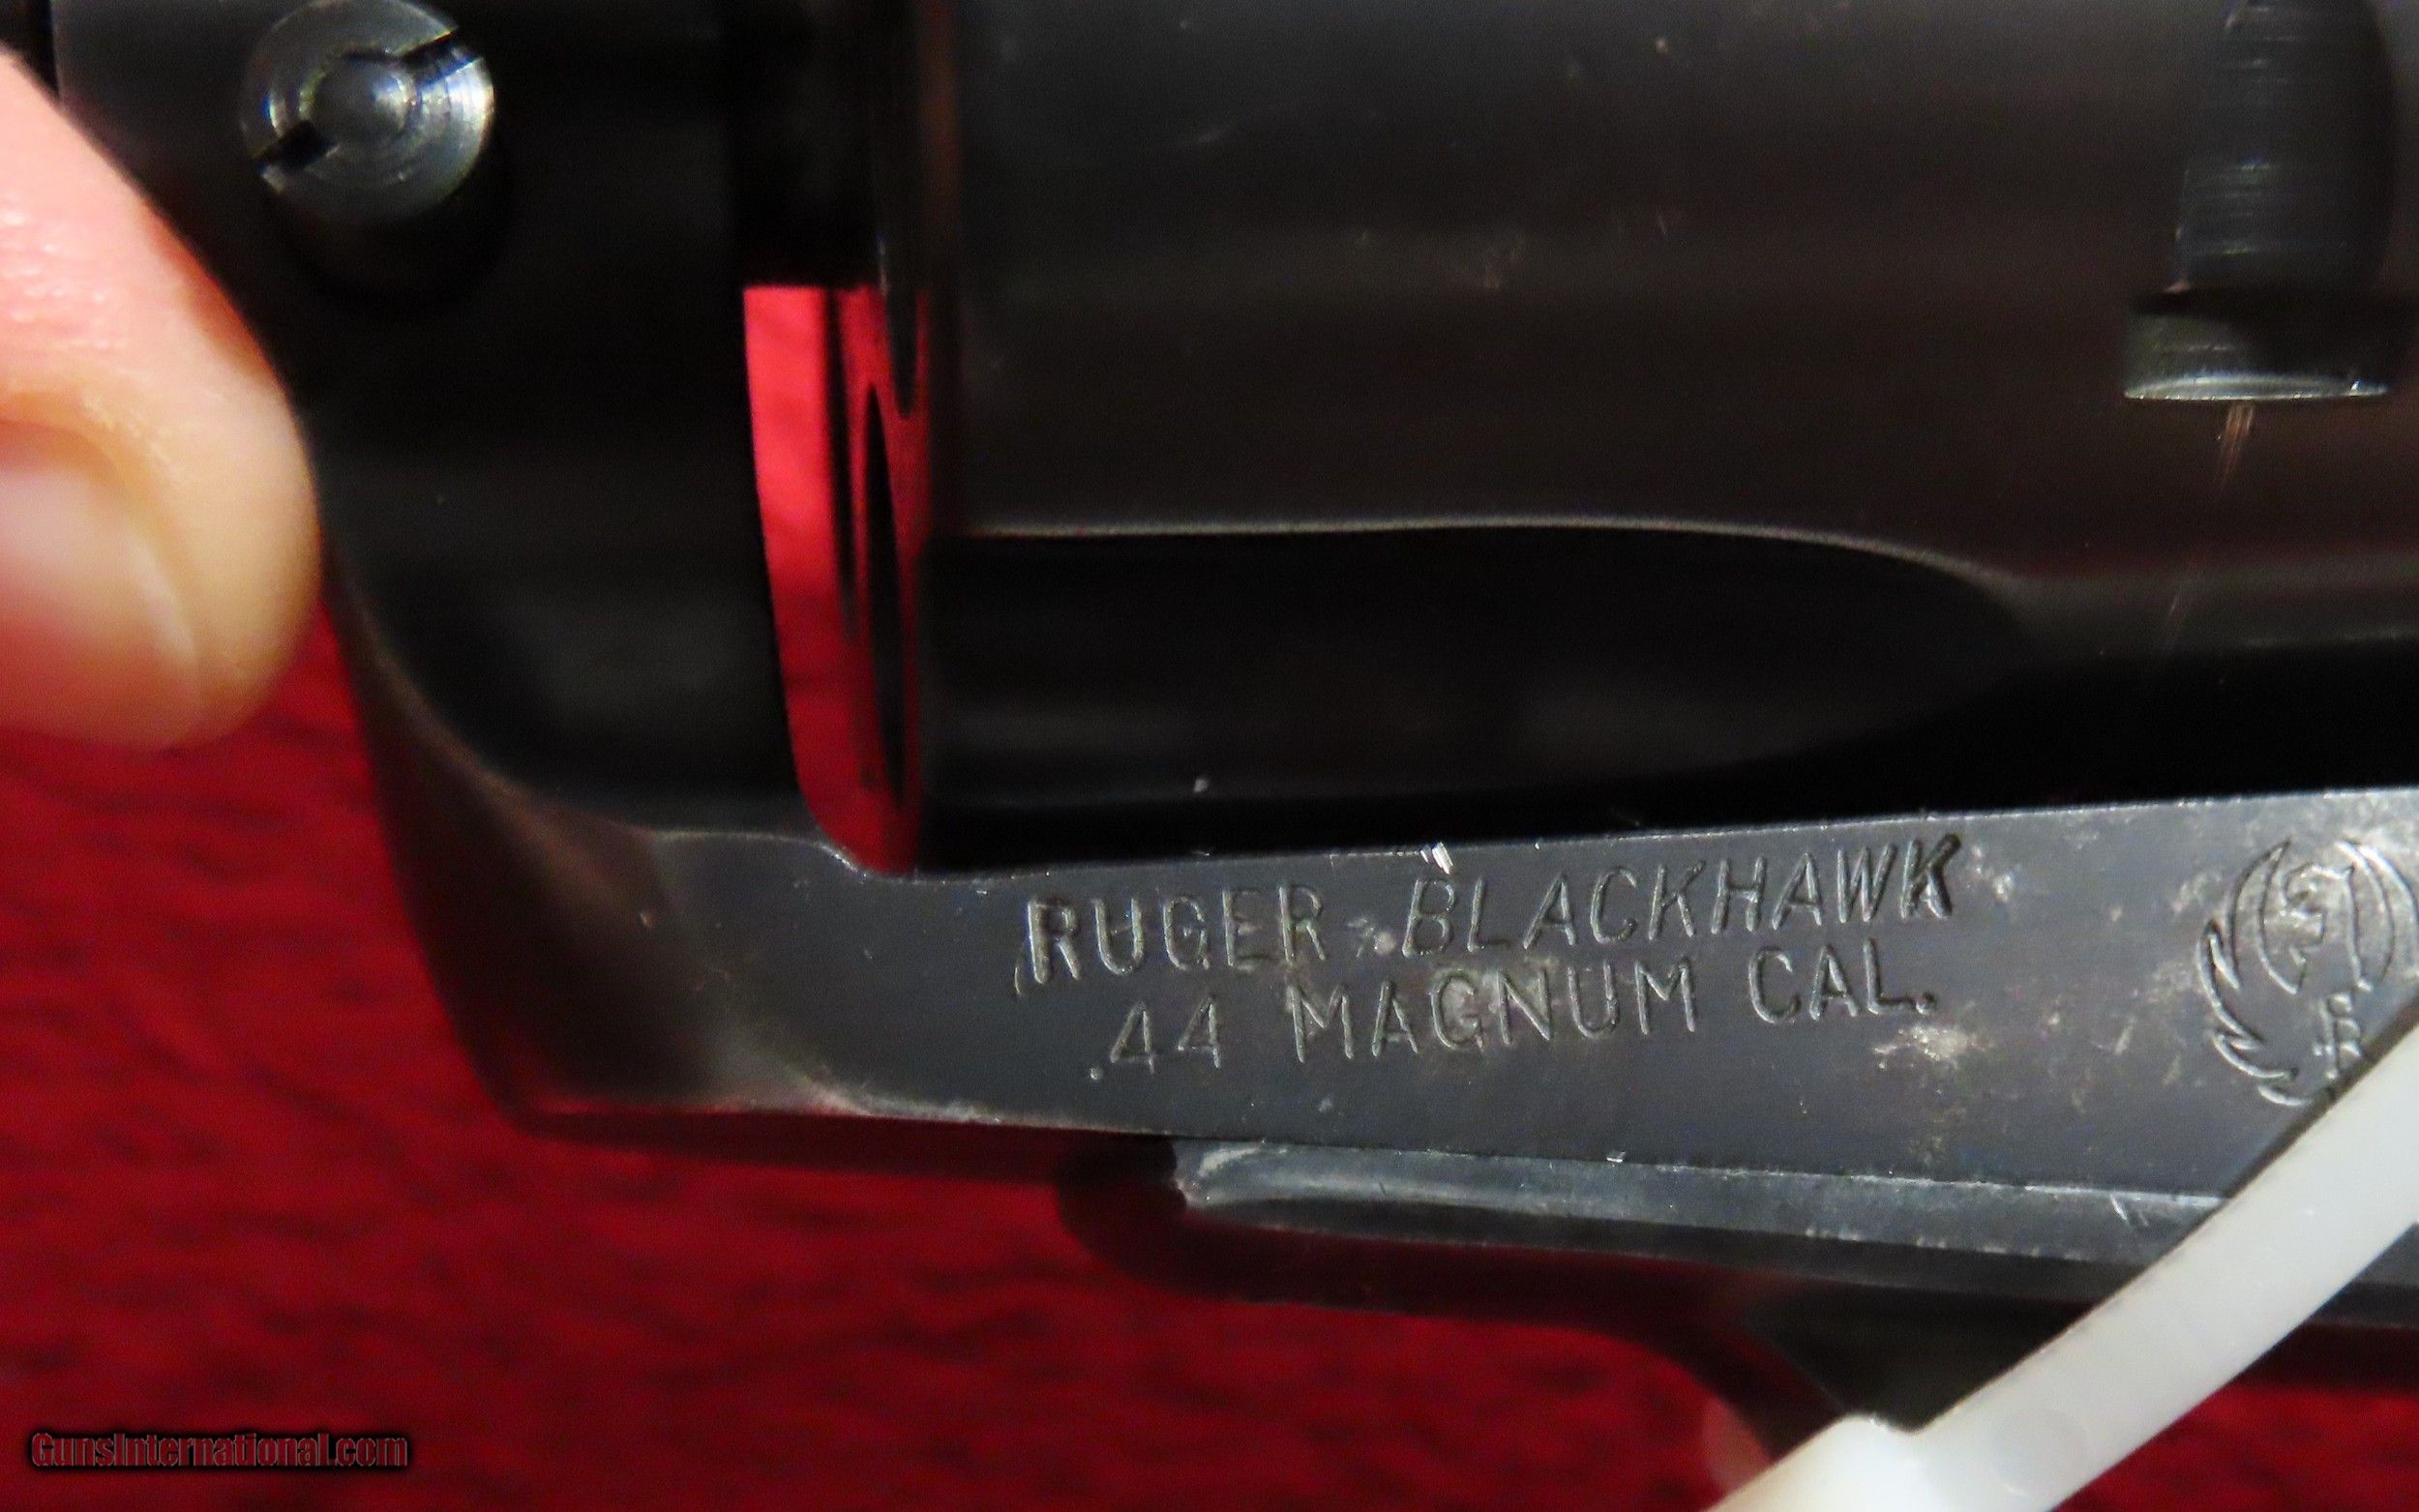 RUGER BLACKHAWK
.44 MAGNUM CAL.
GunsInternational.com